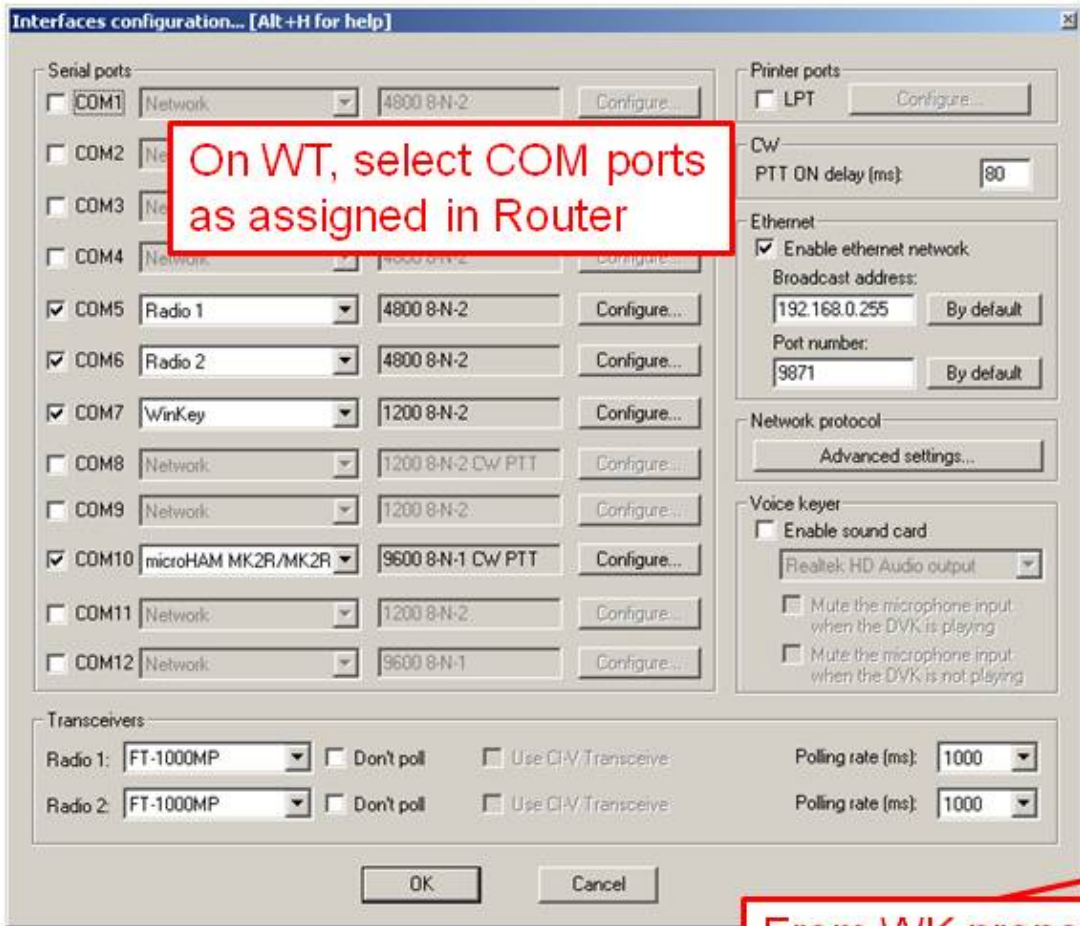 Interfaces configuration... [Alt+H for help]
Serial ports
COM1 Network 4800 8-N-2 Configure...
On WT, select COM ports
as assigned in Router
COM2
COM3
COM4 Network
COM5 Radio 1 4800 8-N-2 Configure...
COM6 Radio 2 4800 8-N-2 Configure...
COM7 WinKey 1200 8-N-2 Configure...
COM8 Network 1200 8-N-2 CW PTT Configure...
COM9 Network 1200 8-N-2 Configure...
COM10 microHAM MK2R/MK2R 9600 8-N-1 CW PTT Configure...
COM11 Network 1200 8-N-2 Configure...
COM12 Network 9600 8-N-1 Configure...
Printer ports
LPT Configure...
CW
PTT ON delay (ms): 80
Ethernet
Enable ethernet network
Broadcast address:
192.168.0.255 By default
Port number:
9871 By default
Network protocol
Advanced settings...
Voice keyer
Enable sound card
Realtek HD Audio output
Mute the microphone input
when the DVK is playing
Mute the microphone input
when the DVK is not playing
Transceivers
Radio 1: FT-1000MP Don't poll Use CI-V Transceive Polling rate (ms): 1000
Radio 2: FT-1000MP Don't poll Use CI-V Transceive Polling rate (ms): 1000
OK Cancel